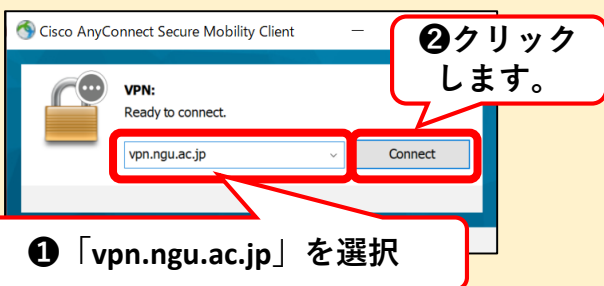 Cisco AnyConnect Secure Mobility Client
❷クリック
します。
VPN:
Ready to connect.
vpn.ngu.ac.jp
Connect
❶「vpn.ngu.ac.jp」を選択